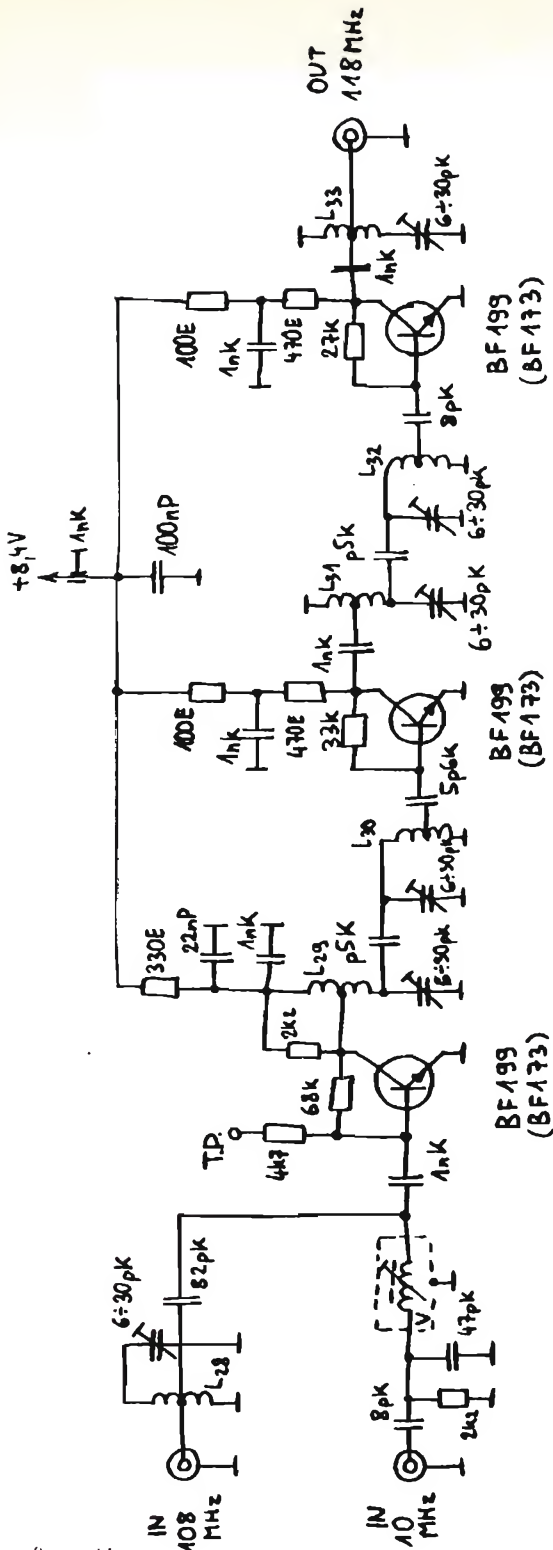 IN
108
MHz
L28
6÷30pK
82pK
IN
10
MHz
8pK
2k2
47pK
V
1nK
T.P.
4k7
68k
2k2
BF199
(BF173)
330E
22nP
1nK
L29
p5K
6÷30pK
6÷30pK
L30
5p6K
33k
BF199
(BF173)
100E
1nK
470E
1nK
L31
p5K
6÷30pK
6÷30pK
L32
8pK
+8,4V
1nK
100nP
100E
1nK
470E
27K
BF199
(BF173)
1nK
L33
6÷30pK
OUT
118MHz